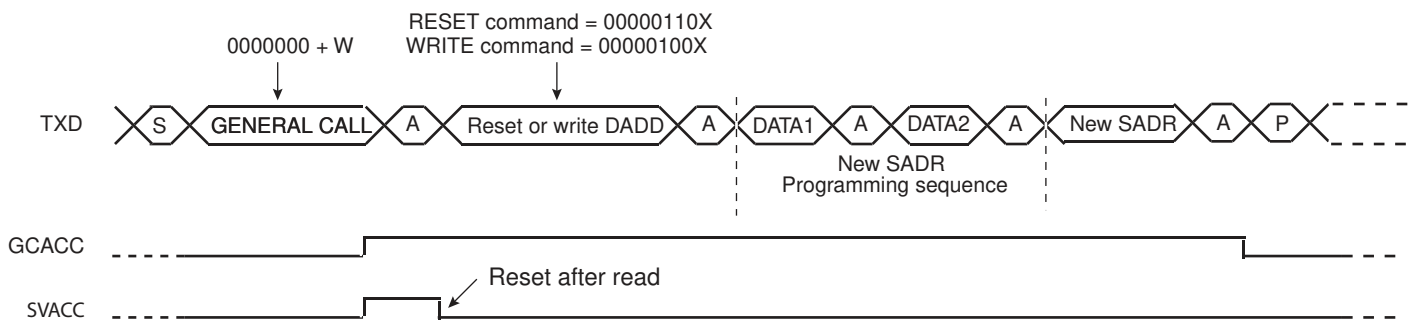 RESET command = 00000110X
0000000 + W
WRITE command = 00000100X
TXD
S
GENERAL CALL
A
Reset or write DADD
A
DATA1
A
DATA2
A
New SADR
A
P
New SADR
Programming sequence
GCACC
Reset after read
SVACC